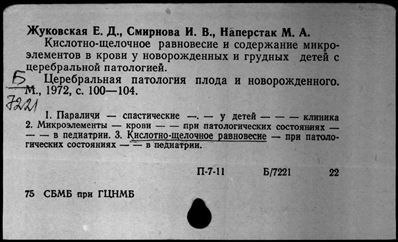 Жуковская Е. Д., Смирнова И. В., Наперстак М. А.
Кислотно-щелочное равновесие и содержание микро-
элементов в крови у новорожденных и грудных детей с
церебральной патологией.
Церебральная патология плода и новорожденного.
М., 1972, с. 100—104.
Б
7221
1. Параличи — спастические —.— у детей — — — клиника
2. Микроэлементы — крови — — при патологических состояниях —
— — в педиатрии. 3. Кислотно-щелочное равновесие — при патоло-
гических состояниях — — в педиатрии.
П-7-11 Б/7221 22
75 СБМБ при ГЦНМБ